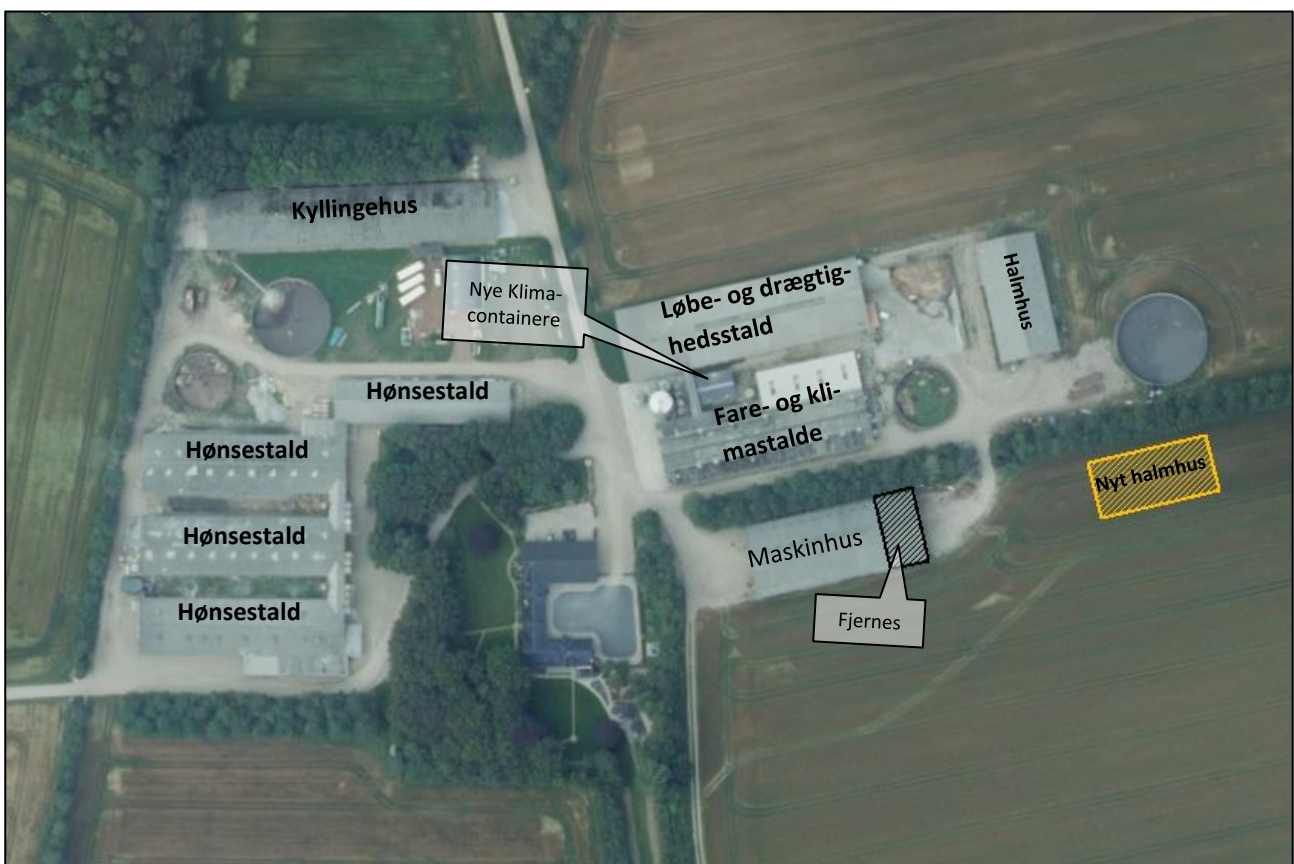 Kyllingehus
Nye Klima-
containere
Løbe- og drægtig-
hedsstald
Halmhus
Hønsestald
Fare- og kli-
mastalde
Hønsestald
Nyt halmhus
Hønsestald
Maskinhus
Hønsestald
Fjernes